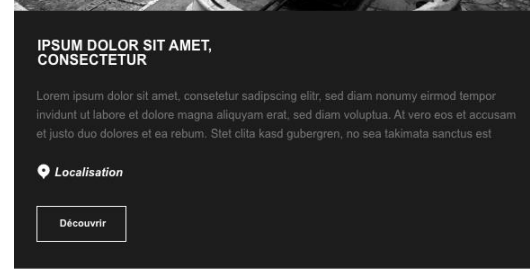 IPSUM DOLOR SIT AMET,
CONSECTETUR
Lorem ipsum dolor sit amet, consetetur sadipscing elitr, sed diam nonumy eirmod tempor
invidunt ut labore et dolore magna aliquyam erat, sed diam voluptua. At vero eos et accusam
et justo duo dolores et ea rebum. Stet clita kasd gubergren, no sea takimata sanctus est
Localisation
Découvrir